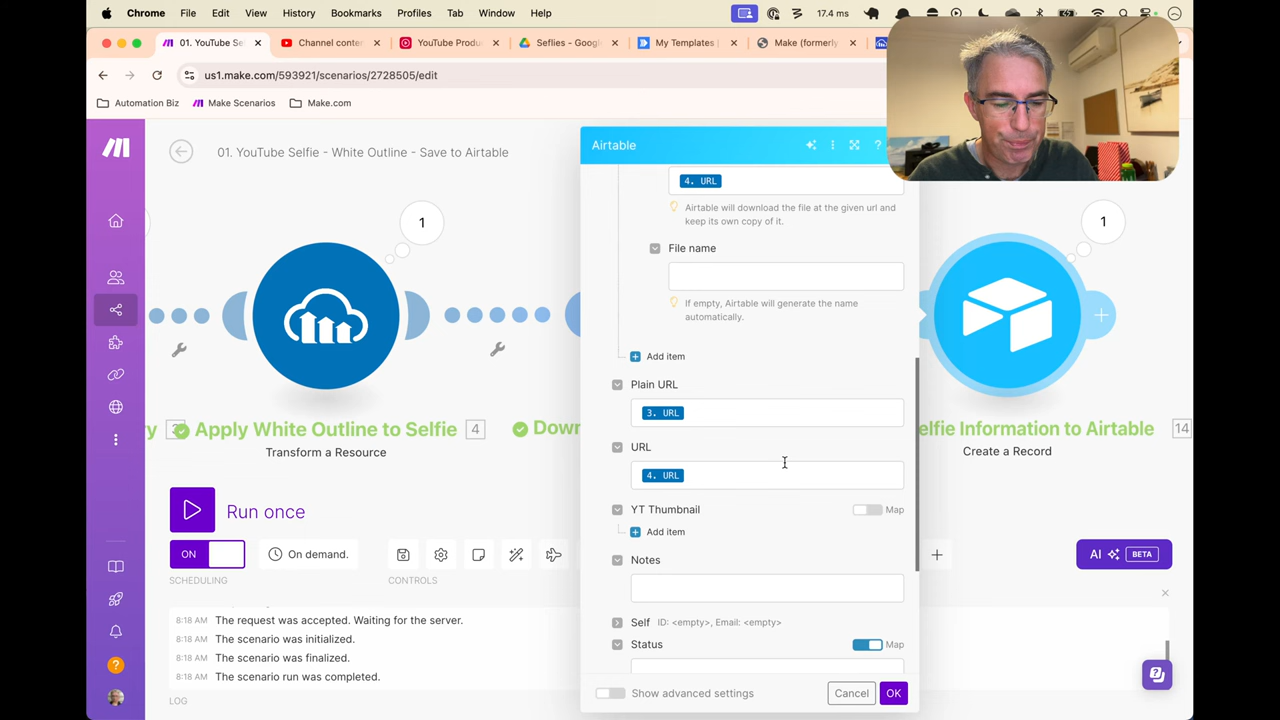 Chrome File Edit View History Bookmarks Profiles Tab Window Help 17.4 ms
01. YouTube Se Channel conten YouTube Produ Seflies - Google My Templates Make (formerly
us1.make.com/593921/scenarios/2728505/edit
Automation Biz Make Scenarios Make.com
01. YouTube Selfie - White Outline - Save to Airtable
Airtable
?
4. URL
Airtable will download the file at the given url and
keep its own copy of it.
File name
If empty, Airtable will generate the name
automatically.
Add item
Plain URL
3. URL
URL
4. URL
YT Thumbnail Map
Add item
Notes
Self ID: <empty>, Email: <empty>
Status Map
Show advanced settings Cancel OK
1
1
ry 3 Apply White Outline to Selfie 4 Down
Transform a Resource
elfie Information to Airtable 14
Create a Record
Run once
ON On demand.
AI BETA
SCHEDULING CONTROLS
8:18 AM The request was accepted. Waiting for the server.
8:18 AM The scenario was initialized.
8:18 AM The scenario was finalized.
8:18 AM The scenario run was completed.
LOG